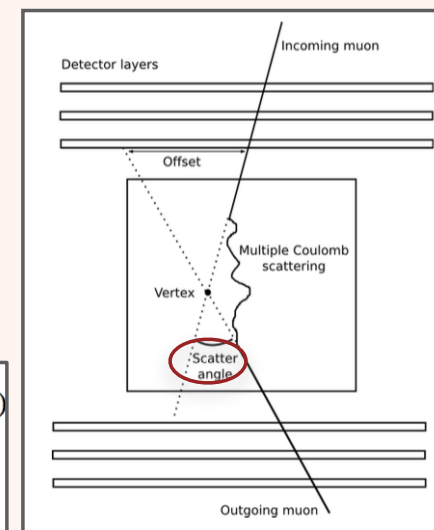 Incoming muon
Detector layers
Offset
Multiple Coulomb
scattering
Vertex
Scatter
angle
)
Outgoing muon